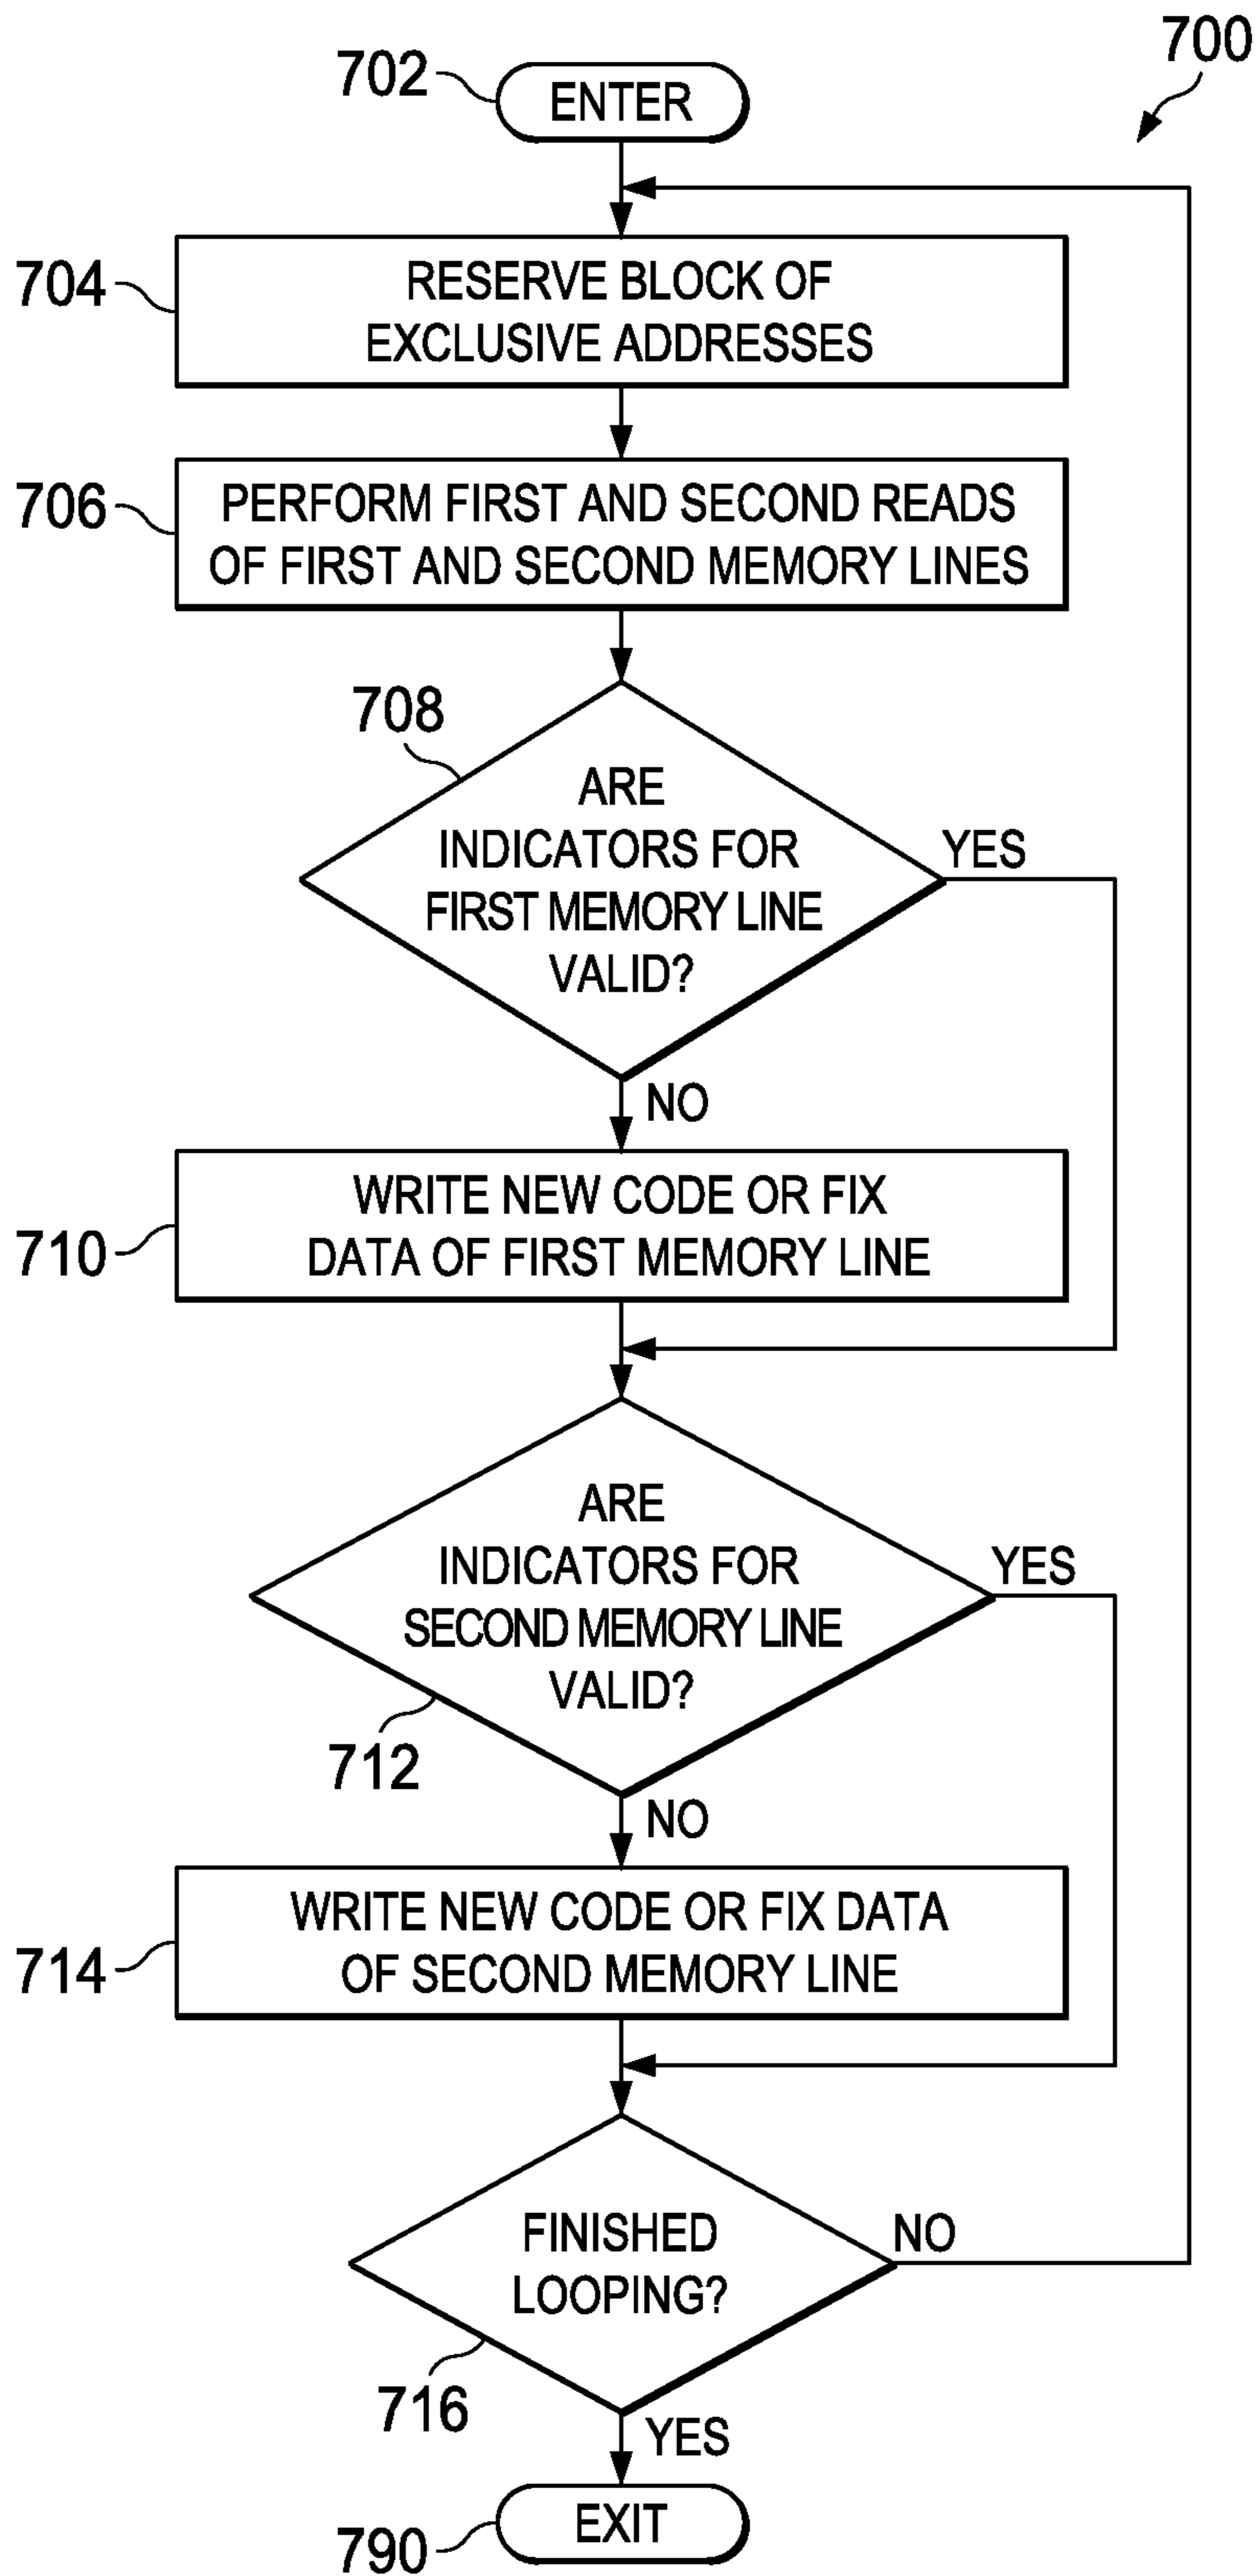 700
702
ENTER
704
RESERVE BLOCK OF
EXCLUSIVE ADDRESSES
706
PERFORM FIRST AND SECOND READS
OF FIRST AND SECOND MEMORY LINES
708
ARE
INDICATORS FOR
FIRST MEMORY LINE
VALID?
YES
NO
710
WRITE NEW CODE OR FIX
DATA OF FIRST MEMORY LINE
ARE
INDICATORS FOR
SECOND MEMORY LINE
VALID?
YES
712
NO
714
WRITE NEW CODE OR FIX DATA
OF SECOND MEMORY LINE
FINISHED
LOOPING?
NO
716
YES
790
EXIT